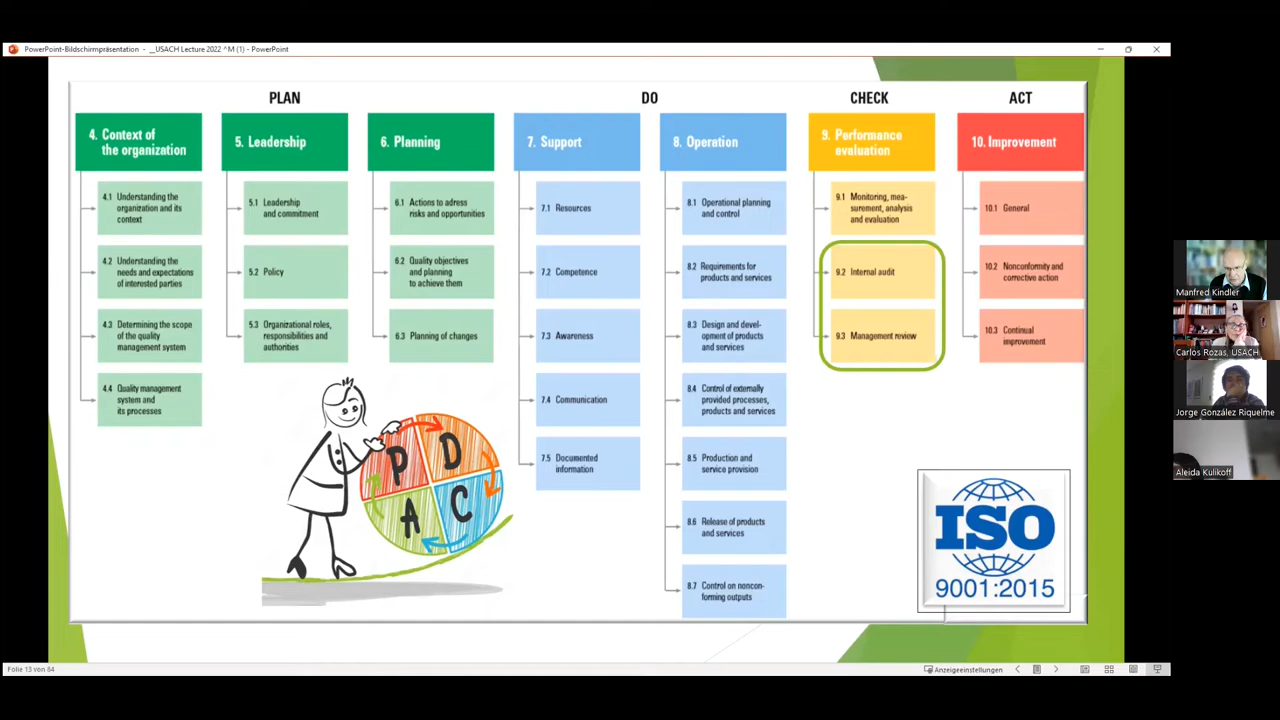 PowerPoint-Bildschirmpräsentation - __USACH Lecture 2022 ^M (1) - PowerPoint
PLAN
DO
CHECK
ACT
4. Context of
the organization
4.1 Understanding the
organization and its
context
4.2 Understanding the
needs and expectations
of interested parties
4.3 Determining the scope
of the quality
management system
4.4 Quality management
system and
its processes
5. Leadership
5.1 Leadership
and commitment
5.2 Policy
5.3 Organizational roles,
responsibilities and
authorities
6. Planning
6.1 Actions to adress
risks and opportunities
6.2 Quality objectives
and planning
to achieve them
6.3 Planning of changes
7. Support
7.1 Resources
7.2 Competence
7.3 Awareness
7.4 Communication
7.5 Documented
information
8. Operation
8.1 Operational planning
and control
8.2 Requirements for
products and services
8.3 Design and devel-
opment of products
and services
8.4 Control of externally
provided processes,
products and services
8.5 Production and
service provision
8.6 Release of products
and services
8.7 Control on noncon-
forming outputs
9. Performance
evaluation
9.1 Monitoring, mea-
surement, analysis
and evaluation
9.2 Internal audit
9.3 Management review
10. Improvement
10.1 General
10.2 Nonconformity and
corrective action
10.3 Continual
improvement
P D
A C
ISO
9001:2015
Manfred Kindler
Carlos Rozas, USACH
Jorge González Riquelme
Aleida Kulikoff
Folie 13 von 84
Anzeigeeinstellungen